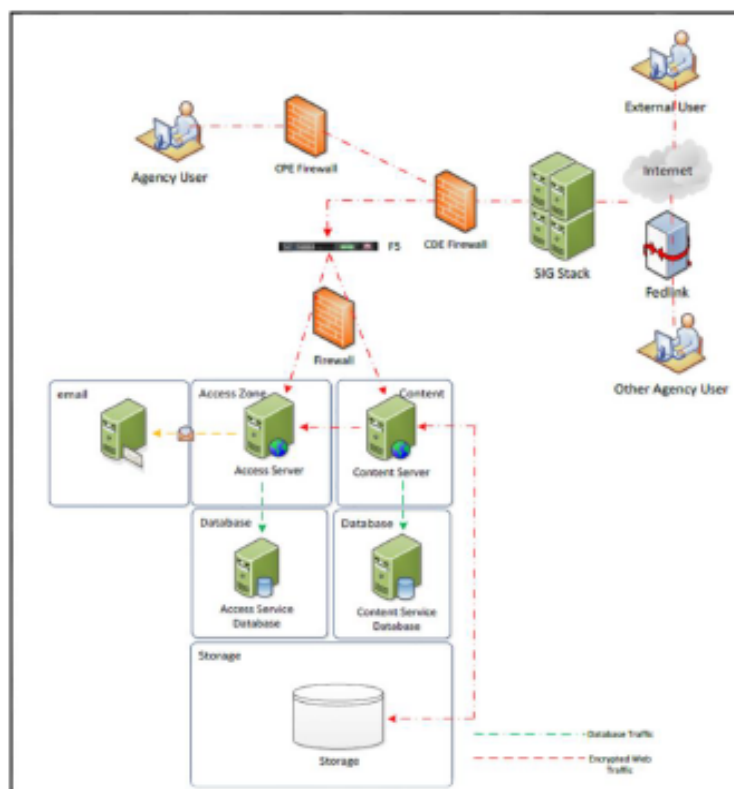 External User
Agency User
CPE Firewall
Internet
F5
CDE Firewall
SIG Stack
Fedlink
Firewall
Other Agency User
email
Access Zone
Content
Access Server
Content Server
Database
Database
Access Service
Database
Content Service
Database
Storage
Storage
Database Traffic
Encrypted Web
Traffic